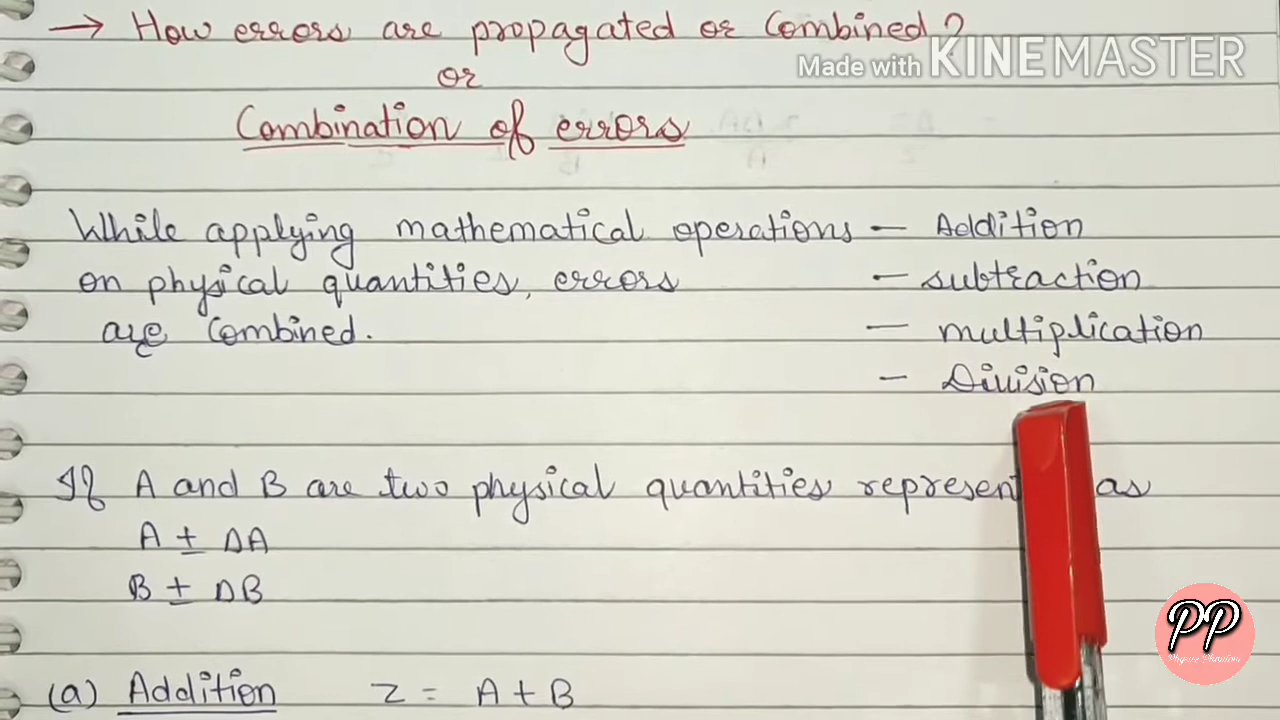 → How errors are propagated or Combined?
Made with KINEMASTER
or
Combination of errors
While applying mathematical operations — Addition
on physical quantities, errors — subtraction
are Combined. — multiplication
— Division
If A and B are two physical quantities represent as
A ± ΔA
B ± ΔB
PP
(a) Addition Z = A + B